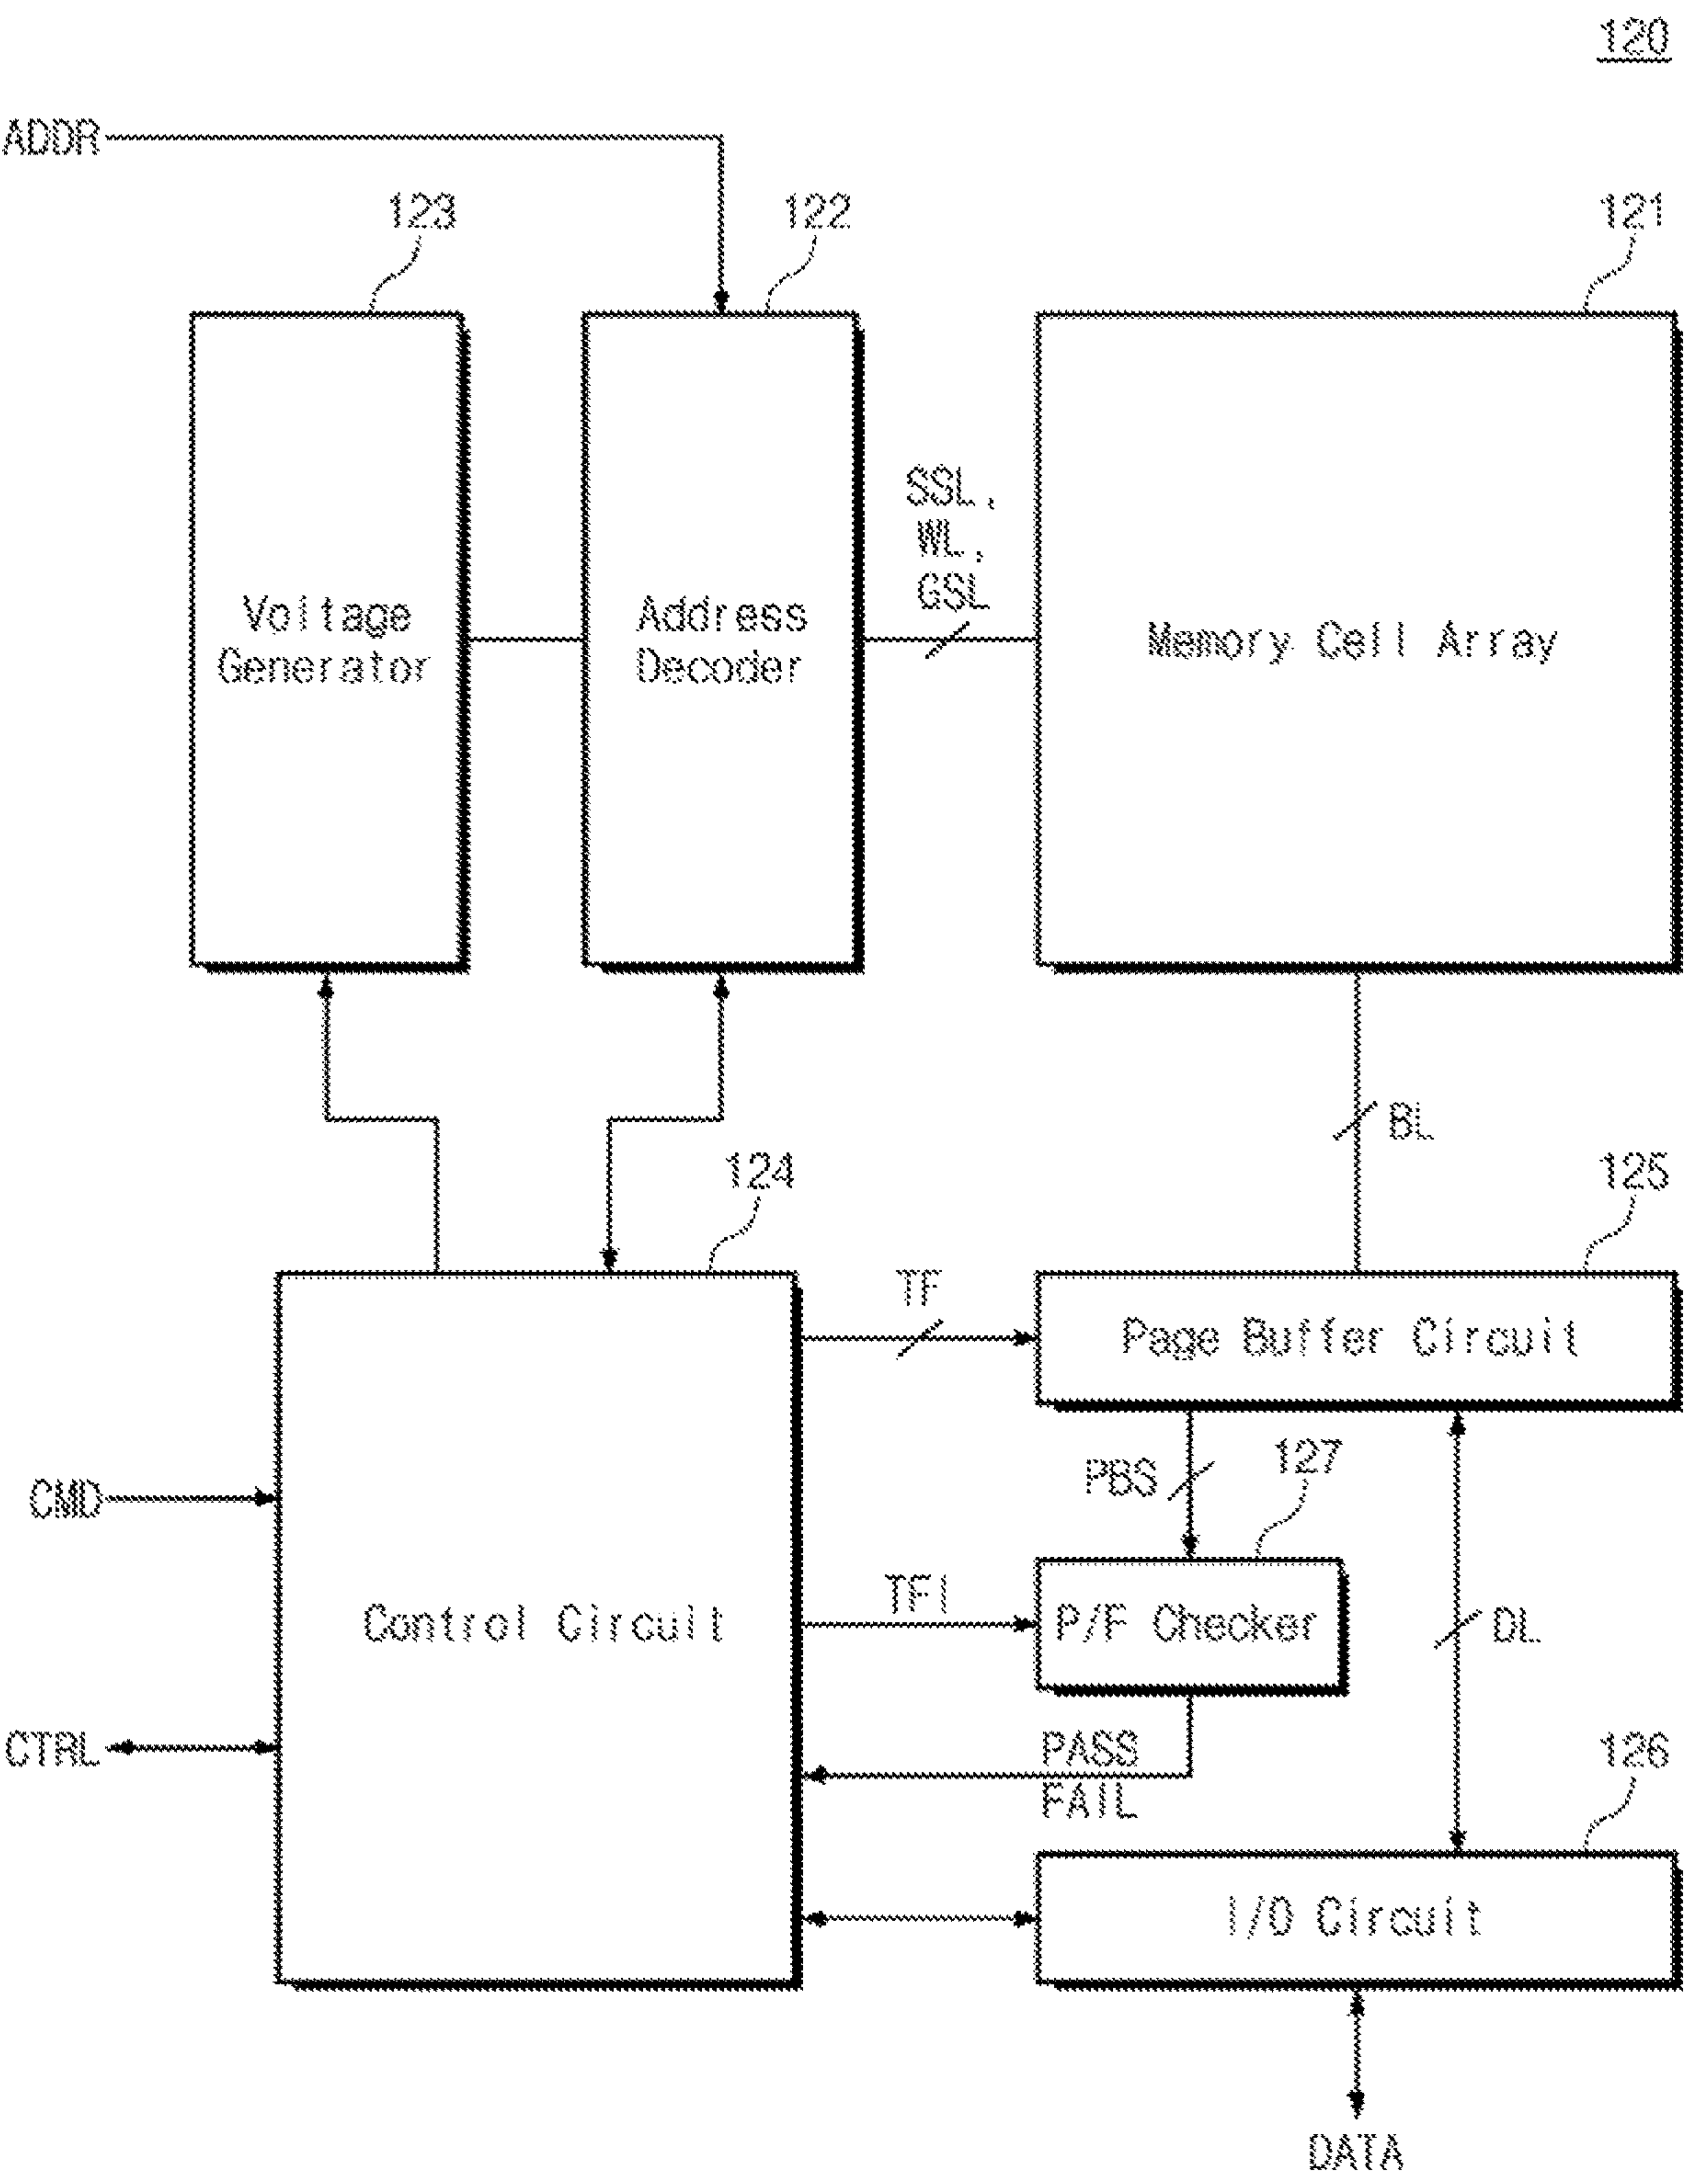 120
ADDR
123
122
121
SSL,
WL,
GSL
Voltage
Generator
Address
Decoder
Memory Cell Array
BL
124
125
TF
Page Buffer Circuit
PBS
127
CMD
Control Circuit
TFI
P/F Checker
DL
CTRL
PASS
FAIL
126
I/O Circuit
DATA